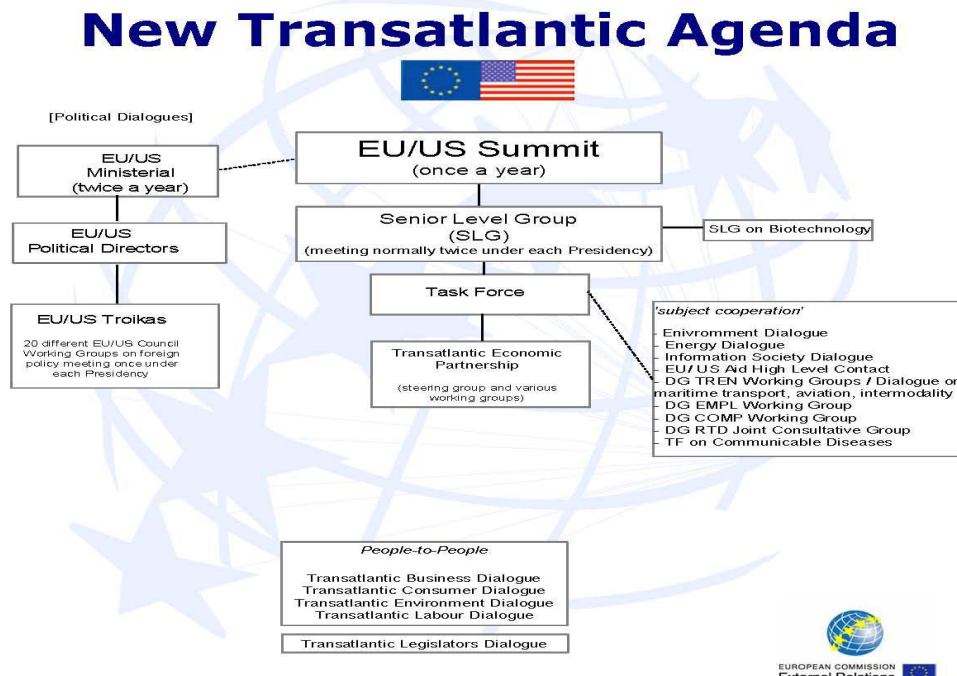 New Transatlantic Agenda
[Political Dialogues]
EU/US
Ministerial
(twice a year)
EU/US Summit
(once a year)
EU/US
Political Directors
Senior Level Group
(SLG)
(meeting normally twice under each Presidency)
SLG on Biotechnology
Task Force
EU/US Troikas
20 different EU/US Council
Working Groups on foreign
policy meeting once under
each Presidency
Transatlantic Economic
Partnership
(steering group and various
working groups)
'subject cooperation'
- Enivromment Dialogue
- Energy Dialogue
- Information Society Dialogue
- EU/ US Aid High Level Contact
- DG TREN Working Groups / Dialogue on
maritime transport, aviation, intermodality
- DG EMPL Working Group
- DG COMP Working Group
- DG RTD Joint Consultative Group
- TF on Communicable Diseases
People-to-People
Transatlantic Business Dialogue
Transatlantic Consumer Dialogue
Transatlantic Environment Dialogue
Transatlantic Labour Dialogue
Transatlantic Legislators Dialogue
EUROPEAN COMMISSION
External Relations